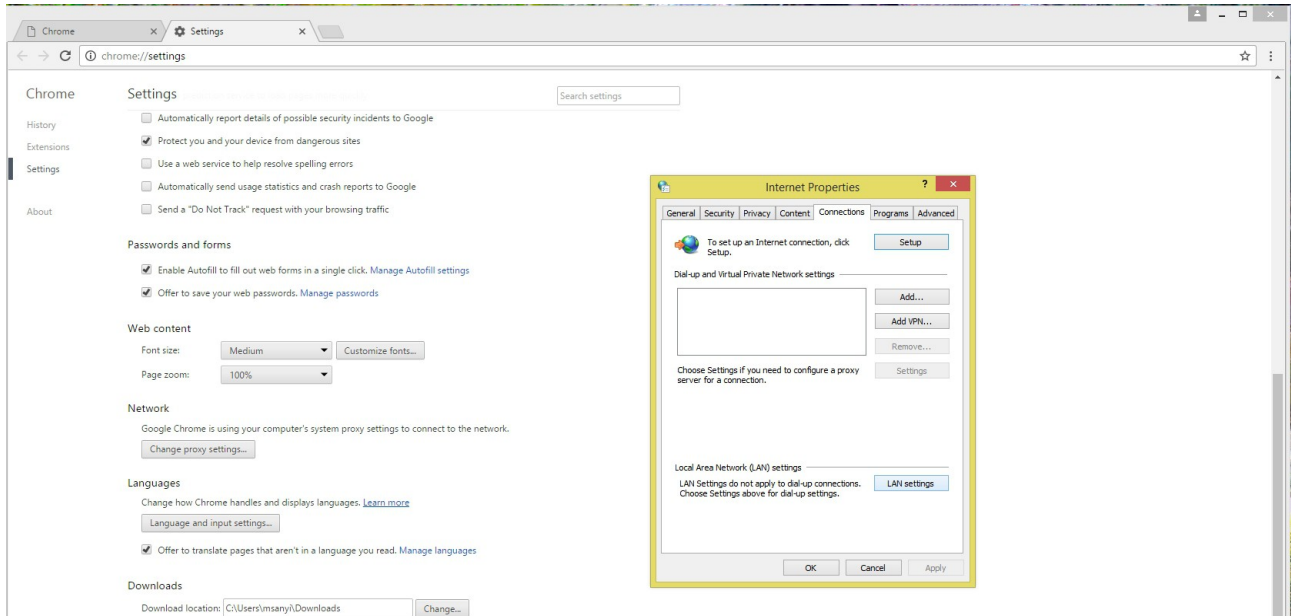 Chrome
Settings
chrome://settings
Chrome
History
Extensions
Settings
About
Settings
Search settings
Automatically report details of possible security incidents to Google
Protect you and your device from dangerous sites
Use a web service to help resolve spelling errors
Automatically send usage statistics and crash reports to Google
Send a "Do Not Track" request with your browsing traffic
Passwords and forms
Enable Autofill to fill out web forms in a single click. Manage Autofill settings
Offer to save your web passwords. Manage passwords
Web content
Font size: Medium Customize fonts...
Page zoom: 100%
Network
Google Chrome is using your computer's system proxy settings to connect to the network.
Change proxy settings...
Languages
Change how Chrome handles and displays languages. Learn more
Language and input settings...
Offer to translate pages that aren't in a language you read. Manage languages
Downloads
Download location: C:\Users\msanyi\Downloads Change...
Internet Properties ?
General Security Privacy Content Connections Programs Advanced
To set up an Internet connection, click
Setup.
Setup
Dial-up and Virtual Private Network settings
Add...
Add VPN...
Remove...
Choose Settings if you need to configure a proxy
server for a connection.
Settings
Local Area Network (LAN) settings
LAN Settings do not apply to dial-up connections.
Choose Settings above for dial-up settings.
LAN settings
OK Cancel Apply